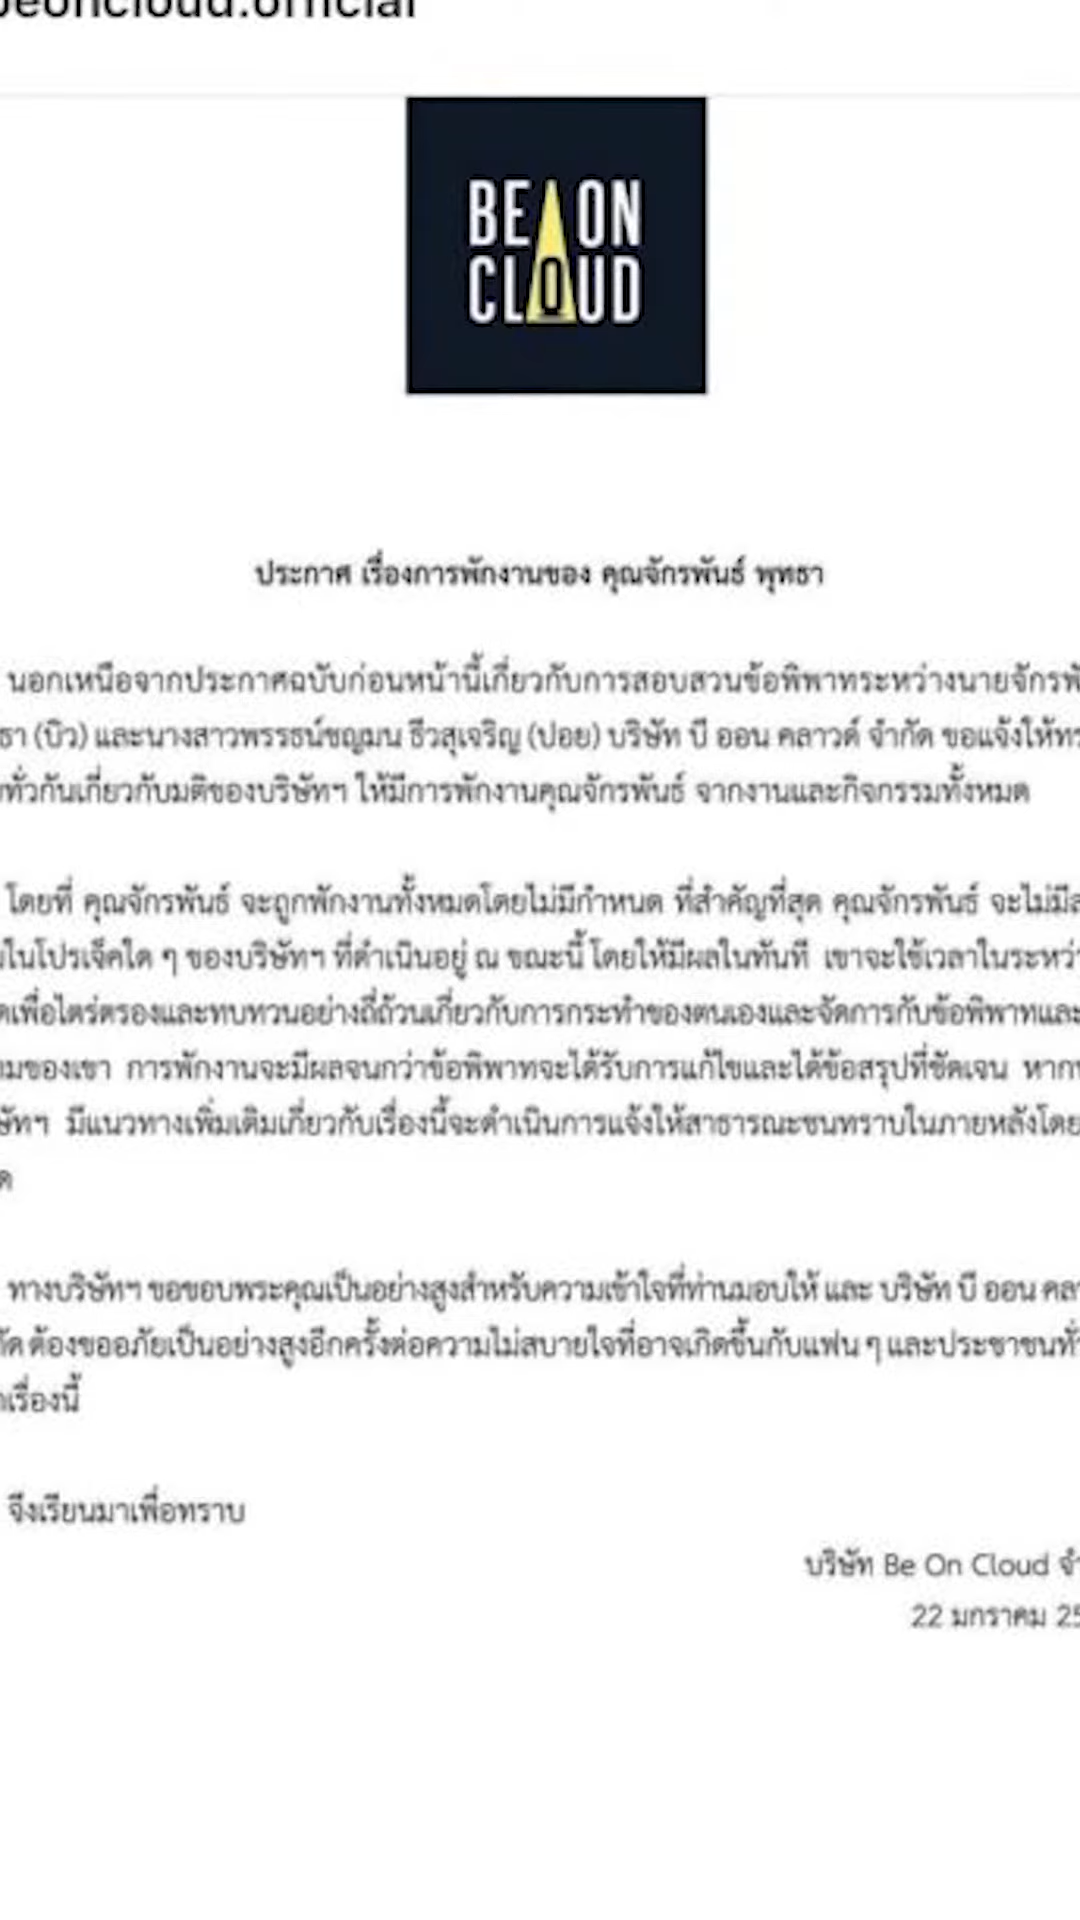 beoncloud.official
BE ON
CLOUD
ประกาศ เรื่องการพักงานของ คุณจักรพันธ์ พุทธา
นอกเหนือจากประกาศฉบับก่อนหน้านี้เกี่ยวกับการสอบสวนข้อพิพาทระหว่างนายจักรพั
ธา (บิว) และนางสาวพรรธน์ชญมน ธีวสุเจริญ (ปอย) บริษัท บี ออน คลาวด์ จำกัด ขอแจ้งให้ทร
ทั่วกันเกี่ยวกับมติของบริษัทฯ ให้มีการพักงานคุณจักรพันธ์ จากงานและกิจกรรมทั้งหมด
โดยที่ คุณจักรพันธ์ จะถูกพักงานทั้งหมดโดยไม่มีกำหนด ที่สำคัญที่สุด คุณจักรพันธ์ จะไม่มี
ในโปรเจ็คใด ๆ ของบริษัทฯ ที่ดำเนินอยู่ ณ ขณะนี้ โดยให้มีผลในทันที เขาจะใช้เวลาในระหว่
เพื่อไตร่ตรองและทบทวนอย่างถี่ถ้วนเกี่ยวกับการกระทำของตนเองและจัดการกับข้อพิพาทและ
มของเขา การพักงานจะมีผลจนกว่าข้อพิพาทจะได้รับการแก้ไขและได้ข้อสรุปที่ชัดเจน หาก
ษัทฯ มีแนวทางเพิ่มเติมเกี่ยวกับเรื่องนี้จะดำเนินการแจ้งให้สาธารณะชนทราบในภายหลังโดย
ด
ทางบริษัทฯ ขอขอบพระคุณเป็นอย่างสูงสำหรับความเข้าใจที่ท่านมอบให้ และ บริษัท บี ออน คลา
กัด ต้องขออภัยเป็นอย่างสูงอีกครั้งต่อความไม่สบายใจที่อาจเกิดขึ้นกับแฟน ๆ และประชาชนทั่
เรื่องนี้
จึงเรียนมาเพื่อทราบ
บริษัท Be On Cloud จำ
22 มกราคม 25